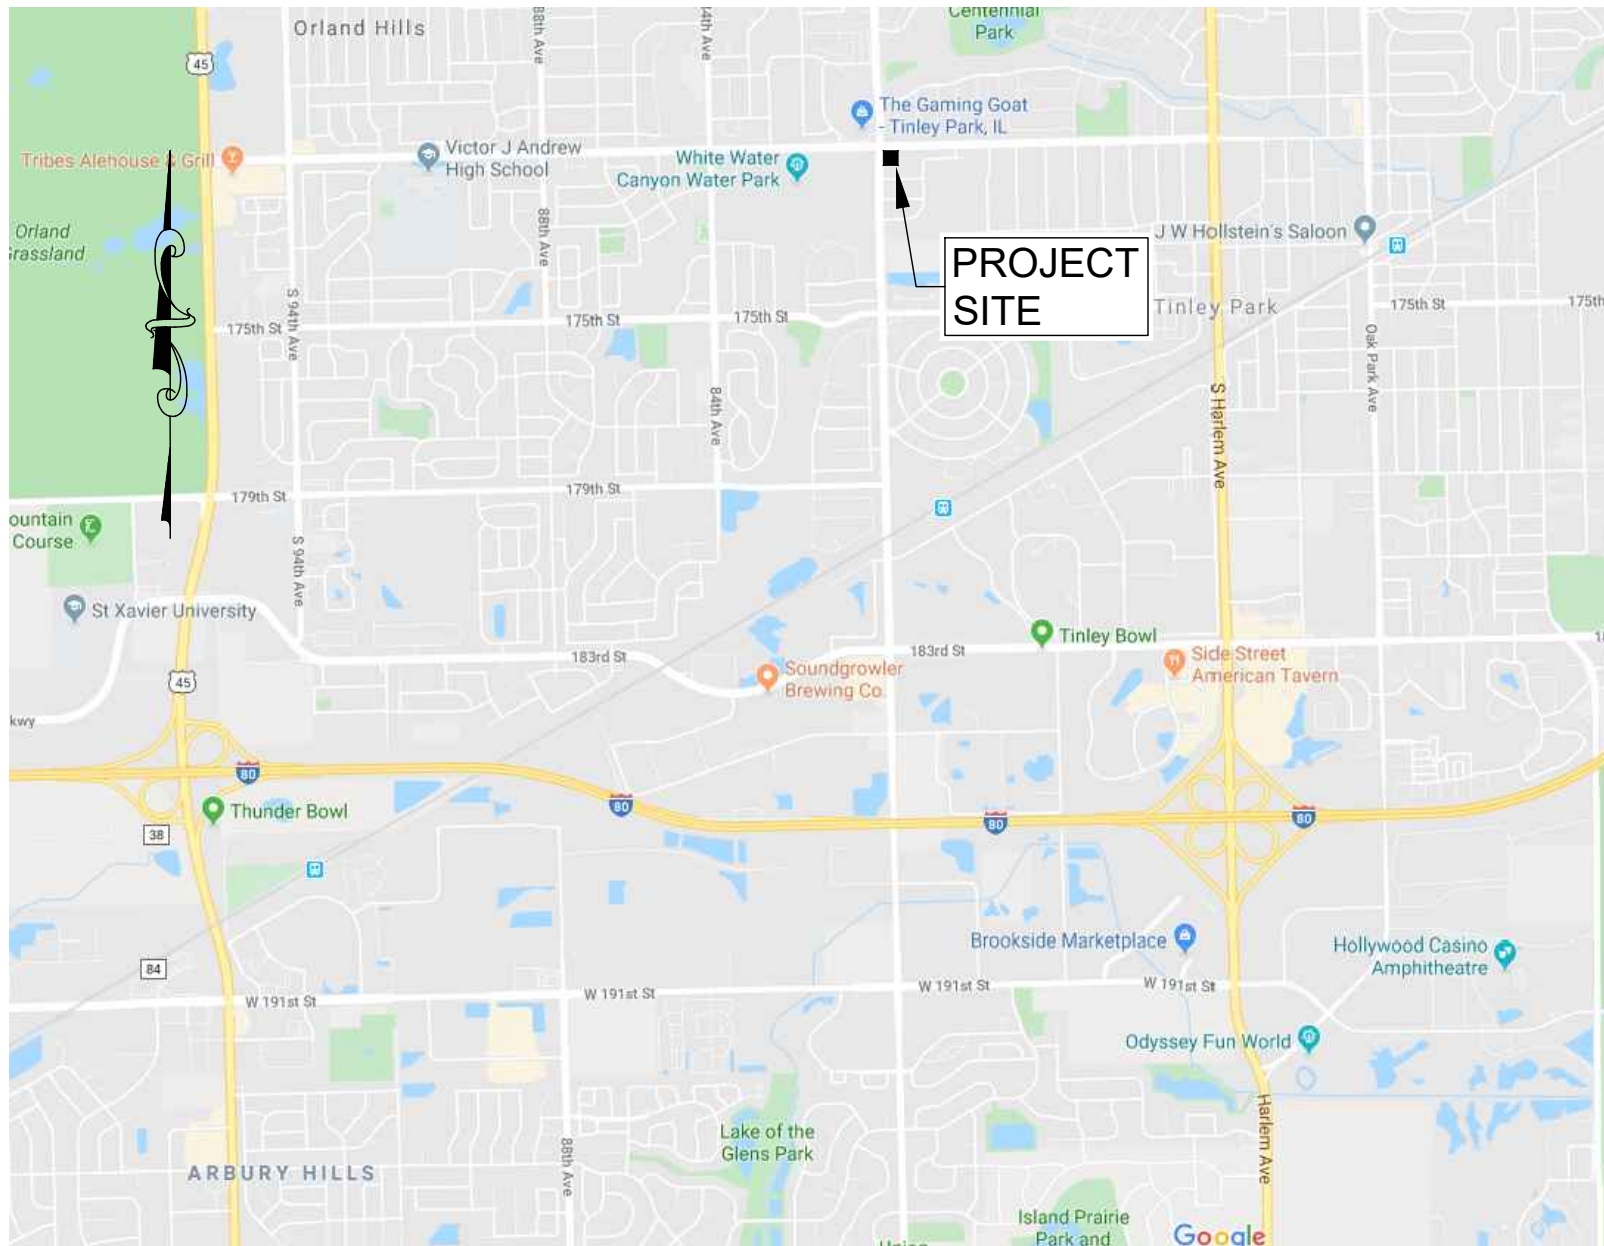 Orland Hills
88th Ave
Centennial
Park
45
The Gaming Goat
- Tinley Park, IL
Tribes Alehouse & Grill
Victor J Andrew
High School
White Water
Canyon Water Park
88th Ave
Orland
J W Hollstein's Saloon
PROJECT
SITE
S 94th Ave
175th St
175th St
175th St
Tinley Park
175th St
Oak Park Ave
84th Ave
S Harlem Ave
179th St
179th St
Course
S 94th Ave
St Xavier University
183rd St
183rd St
Tinley Bowl
Side Street
American Tavern
Soundgrowler
Brewing Co.
45
kwy
80
80
80
80
Thunder Bowl
38
Brookside Marketplace
Hollywood Casino
Amphitheatre
84
W 191st St
W 191st St
W 191st St
W 191st St
Odyssey Fun World
Harlem Ave
Lake of the
Glens Park
88th Ave
ARBURY HILLS
Island Prairie
Park and
Google